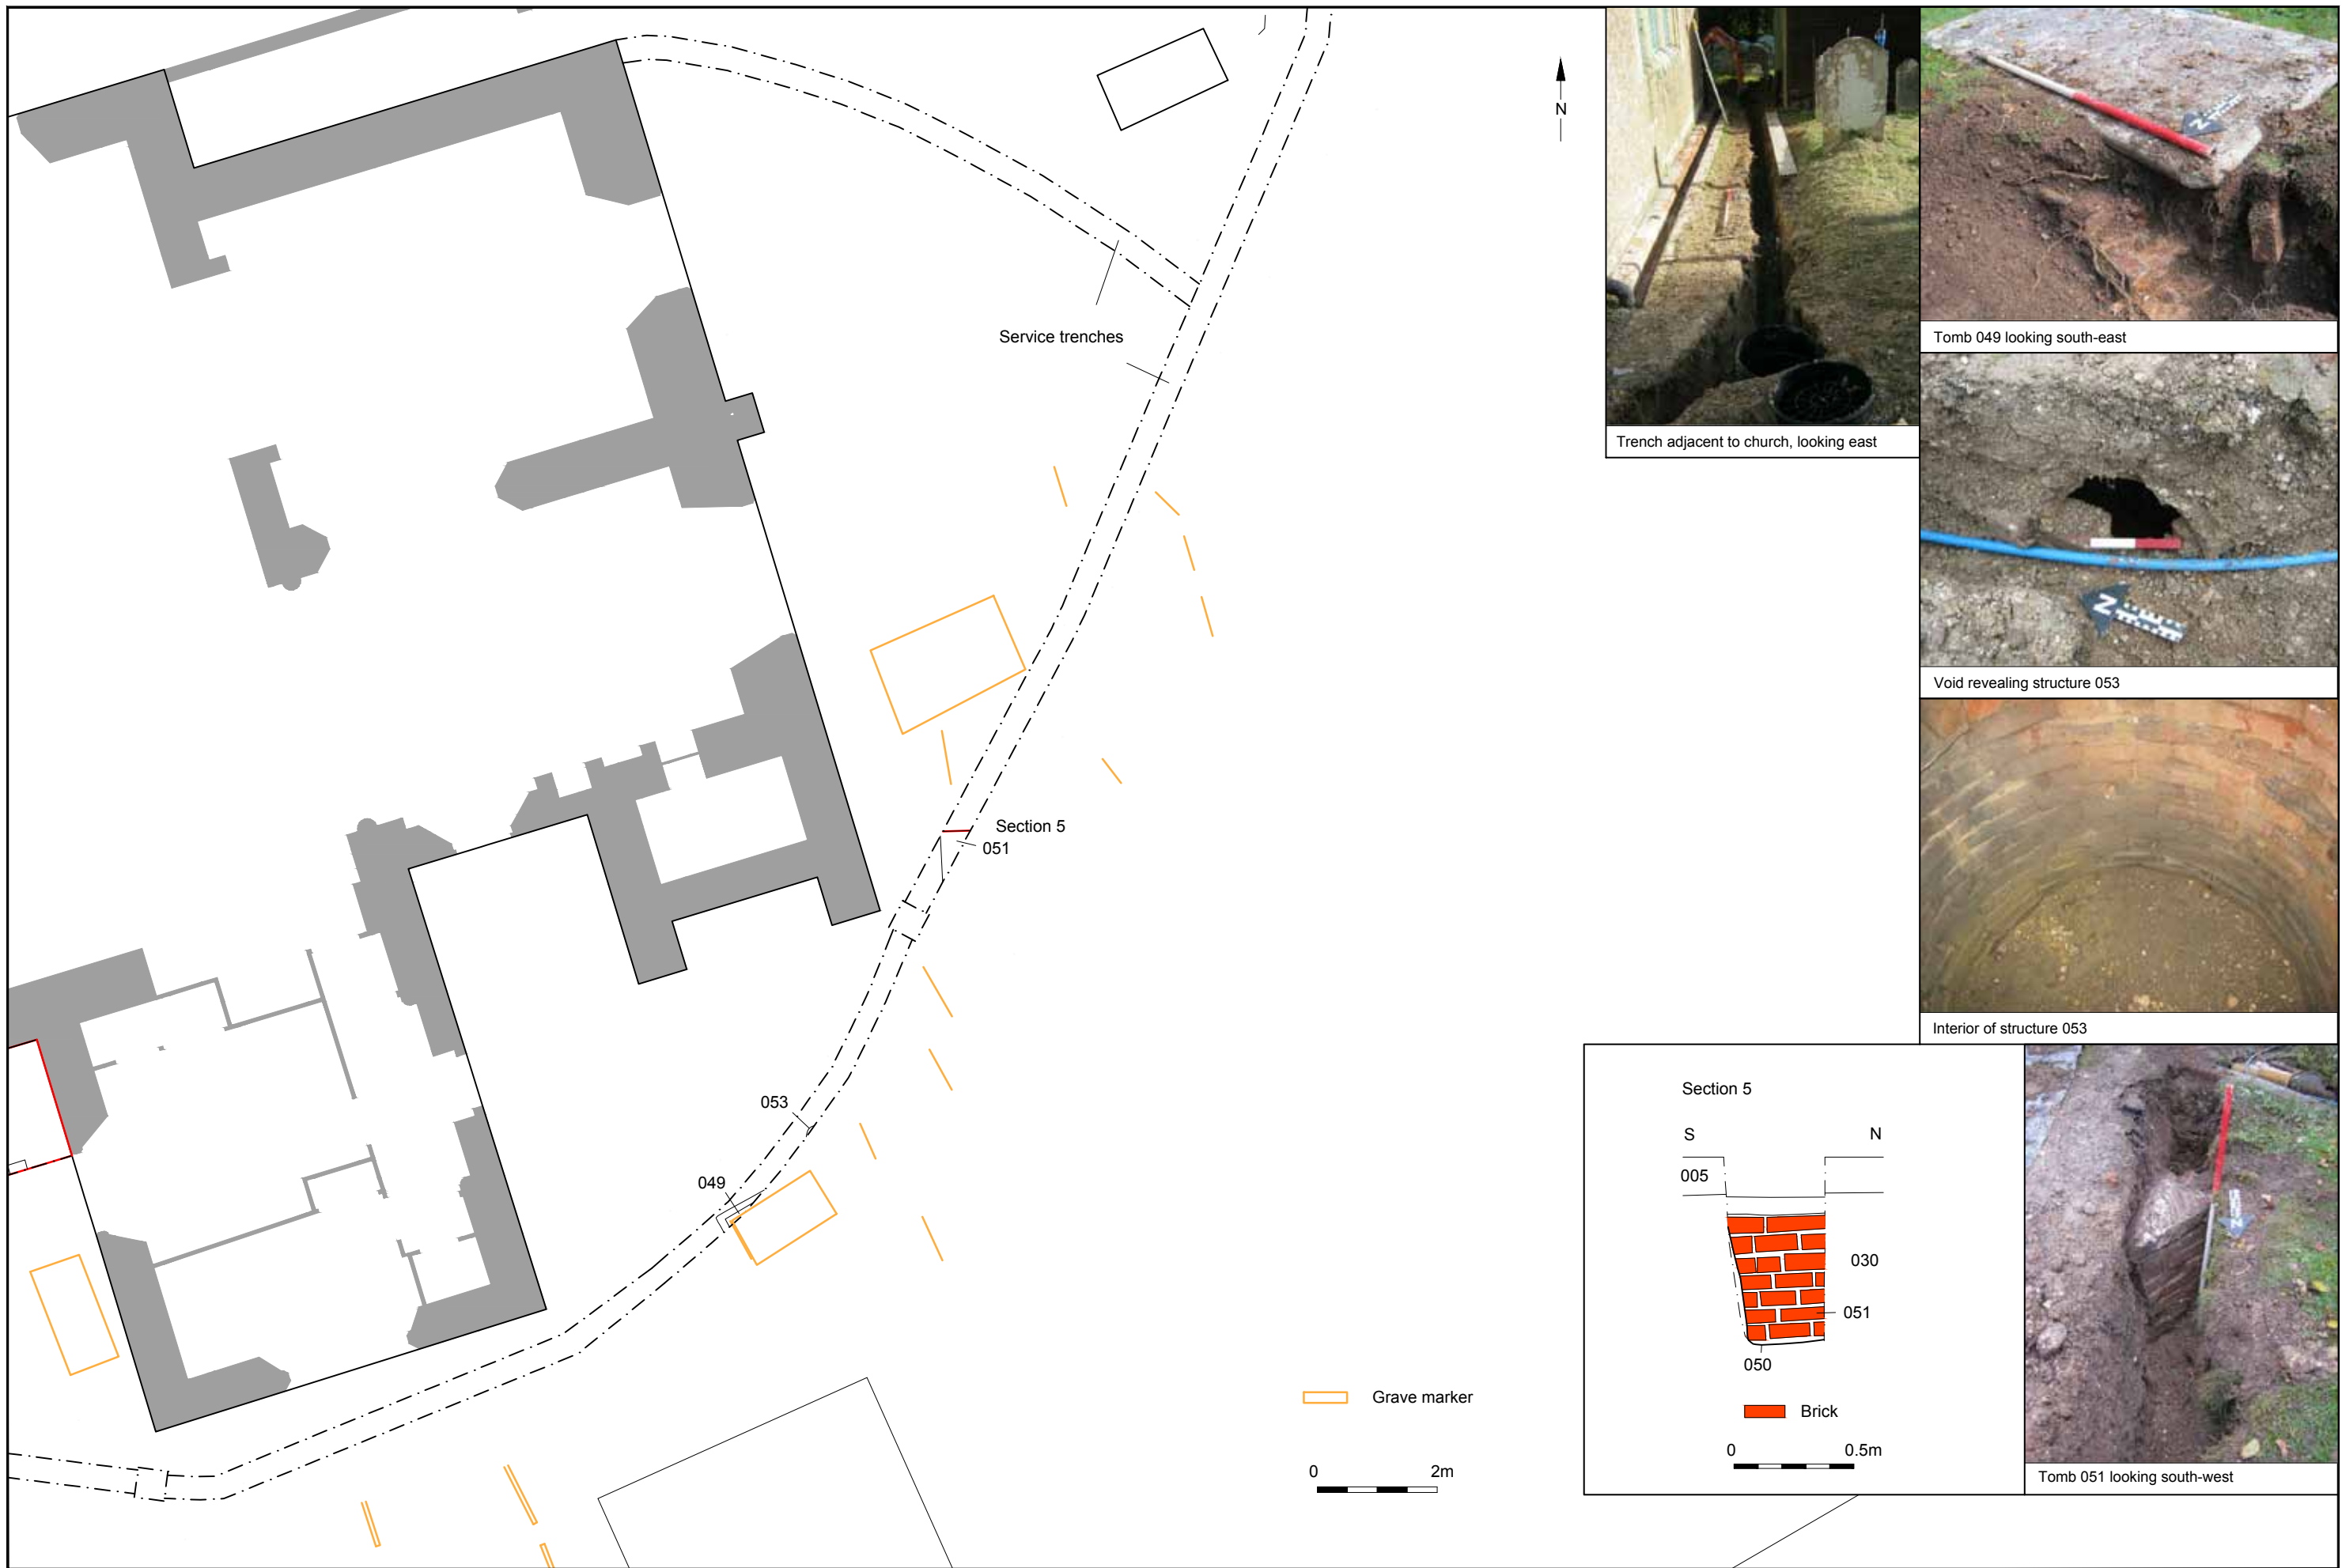 N
Service trenches
Section 5
051
053
049
Grave marker
0 2m
Trench adjacent to church, looking east
Tomb 049 looking south-east
Void revealing structure 053
Interior of structure 053
Section 5
S N
005
030
051
050
Brick
0 0.5m
Tomb 051 looking south-west
N
N